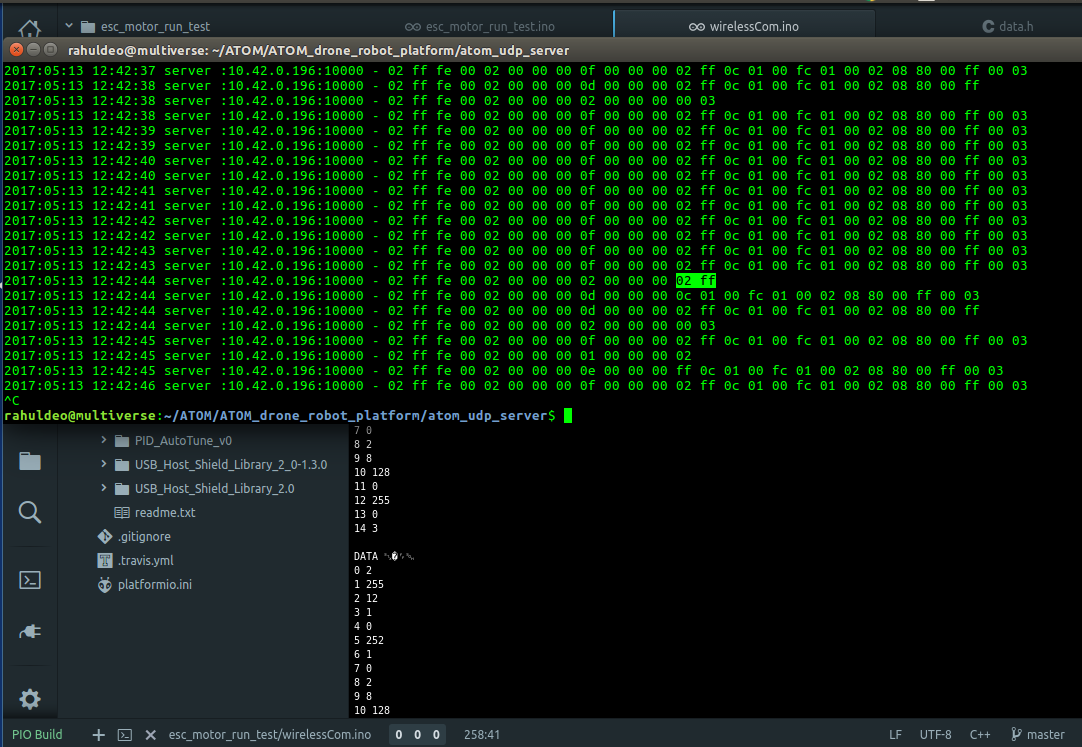 esc_motor_run_test
esc_motor_run_test.ino
wirelessCom.ino
data.h
rahuldeo@multiverse: ~/ATOM/ATOM_drone_robot_platform/atom_udp_server
2017:05:13 12:42:37 server :10.42.0.196:10000 - 02 ff fe 00 02 00 00 00 0f 00 00 00 02 ff 0c 01 00 fc 01 00 02 08 80 00 ff 00 03
2017:05:13 12:42:38 server :10.42.0.196:10000 - 02 ff fe 00 02 00 00 00 0d 00 00 00 02 ff 0c 01 00 fc 01 00 02 08 80 00 ff
2017:05:13 12:42:38 server :10.42.0.196:10000 - 02 ff fe 00 02 00 00 00 02 00 00 00 00 03
2017:05:13 12:42:38 server :10.42.0.196:10000 - 02 ff fe 00 02 00 00 00 0f 00 00 00 02 ff 0c 01 00 fc 01 00 02 08 80 00 ff 00 03
2017:05:13 12:42:39 server :10.42.0.196:10000 - 02 ff fe 00 02 00 00 00 0f 00 00 00 02 ff 0c 01 00 fc 01 00 02 08 80 00 ff 00 03
2017:05:13 12:42:39 server :10.42.0.196:10000 - 02 ff fe 00 02 00 00 00 0f 00 00 00 02 ff 0c 01 00 fc 01 00 02 08 80 00 ff 00 03
2017:05:13 12:42:40 server :10.42.0.196:10000 - 02 ff fe 00 02 00 00 00 0f 00 00 00 02 ff 0c 01 00 fc 01 00 02 08 80 00 ff 00 03
2017:05:13 12:42:40 server :10.42.0.196:10000 - 02 ff fe 00 02 00 00 00 0f 00 00 00 02 ff 0c 01 00 fc 01 00 02 08 80 00 ff 00 03
2017:05:13 12:42:41 server :10.42.0.196:10000 - 02 ff fe 00 02 00 00 00 0f 00 00 00 02 ff 0c 01 00 fc 01 00 02 08 80 00 ff 00 03
2017:05:13 12:42:41 server :10.42.0.196:10000 - 02 ff fe 00 02 00 00 00 0f 00 00 00 02 ff 0c 01 00 fc 01 00 02 08 80 00 ff 00 03
2017:05:13 12:42:42 server :10.42.0.196:10000 - 02 ff fe 00 02 00 00 00 0f 00 00 00 02 ff 0c 01 00 fc 01 00 02 08 80 00 ff 00 03
2017:05:13 12:42:42 server :10.42.0.196:10000 - 02 ff fe 00 02 00 00 00 0f 00 00 00 02 ff 0c 01 00 fc 01 00 02 08 80 00 ff 00 03
2017:05:13 12:42:43 server :10.42.0.196:10000 - 02 ff fe 00 02 00 00 00 0f 00 00 00 02 ff 0c 01 00 fc 01 00 02 08 80 00 ff 00 03
2017:05:13 12:42:43 server :10.42.0.196:10000 - 02 ff fe 00 02 00 00 00 0f 00 00 00 02 ff 0c 01 00 fc 01 00 02 08 80 00 ff 00 03
2017:05:13 12:42:44 server :10.42.0.196:10000 - 02 ff fe 00 02 00 00 00 02 00 00 00 02 ff
2017:05:13 12:42:44 server :10.42.0.196:10000 - 02 ff fe 00 02 00 00 00 0d 00 00 00 0c 01 00 fc 01 00 02 08 80 00 ff 00 03
2017:05:13 12:42:44 server :10.42.0.196:10000 - 02 ff fe 00 02 00 00 00 0d 00 00 00 02 ff 0c 01 00 fc 01 00 02 08 80 00 ff
2017:05:13 12:42:44 server :10.42.0.196:10000 - 02 ff fe 00 02 00 00 00 02 00 00 00 00 03
2017:05:13 12:42:45 server :10.42.0.196:10000 - 02 ff fe 00 02 00 00 00 0f 00 00 00 02 ff 0c 01 00 fc 01 00 02 08 80 00 ff 00 03
2017:05:13 12:42:45 server :10.42.0.196:10000 - 02 ff fe 00 02 00 00 00 01 00 00 00 02
2017:05:13 12:42:45 server :10.42.0.196:10000 - 02 ff fe 00 02 00 00 00 0e 00 00 00 ff 0c 01 00 fc 01 00 02 08 80 00 ff 00 03
2017:05:13 12:42:46 server :10.42.0.196:10000 - 02 ff fe 00 02 00 00 00 0f 00 00 00 02 ff 0c 01 00 fc 01 00 02 08 80 00 ff 00 03
^C
rahuldeo@multiverse:~/ATOM/ATOM_drone_robot_platform/atom_udp_server$
PID_AutoTune_v0
USB_Host_Shield_Library_2_0-1.3.0
USB_Host_Shield_Library_2.0
readme.txt
.gitignore
.travis.yml
platformio.ini
7 0
8 2
9 8
10 128
11 0
12 255
13 0
14 3
DATA
0 2
1 255
2 12
3 1
4 0
5 252
6 1
7 0
8 2
9 8
10 128
PIO Build
esc_motor_run_test/wirelessCom.ino
0 0 0
258:41
LF
UTF-8
C++
master